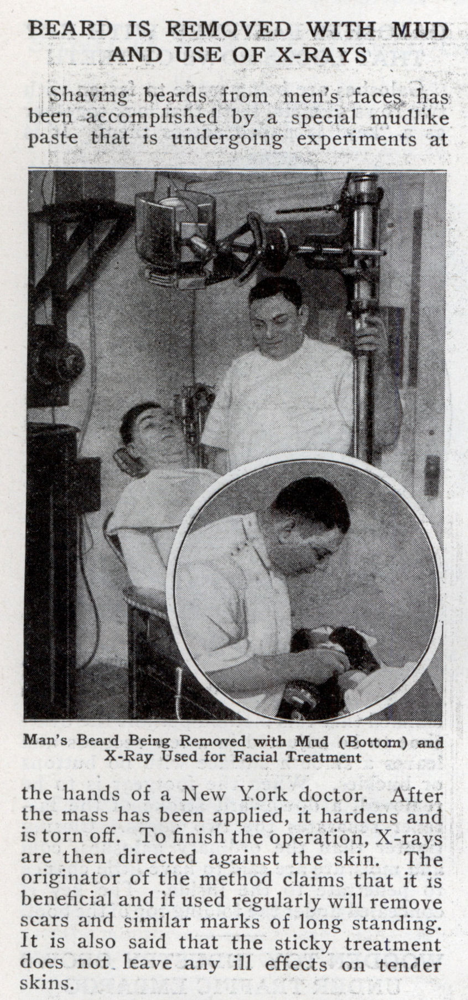 BEARD IS REMOVED WITH MUD
AND USE OF X-RAYS
Shaving beards from men's faces has
been accomplished by a special mudlike
paste that is undergoing experiments at
Man's Beard Being Removed with Mud (Bottom) and
X-Ray Used for Facial Treatment
the hands of a New York doctor. After
the mass has been applied, it hardens and
is torn off. To finish the operation, X-rays
are then directed against the skin. The
originator of the method claims that it is
beneficial and if used regularly will remove
scars and similar marks of long standing.
It is also said that the sticky treatment
does not leave any ill effects on tender
skins.